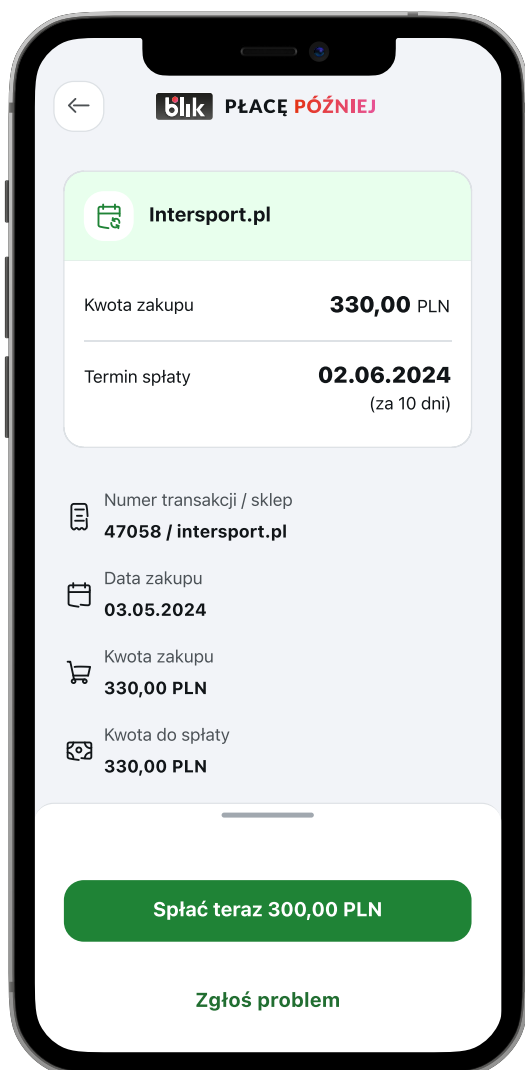 blik PŁACĘ PÓŹNIEJ
Intersport.pl
Kwota zakupu 330,00 PLN
Termin spłaty 02.06.2024
(za 10 dni)
Numer transakcji / sklep
47058 / intersport.pl
Data zakupu
03.05.2024
Kwota zakupu
330,00 PLN
Kwota do spłaty
330,00 PLN
Spłać teraz 300,00 PLN
Zgłoś problem